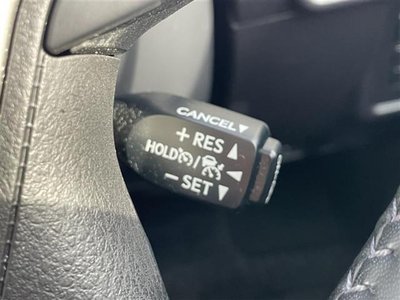 CANCEL▼
+ RES ▲
HOLD /
- SET ▼